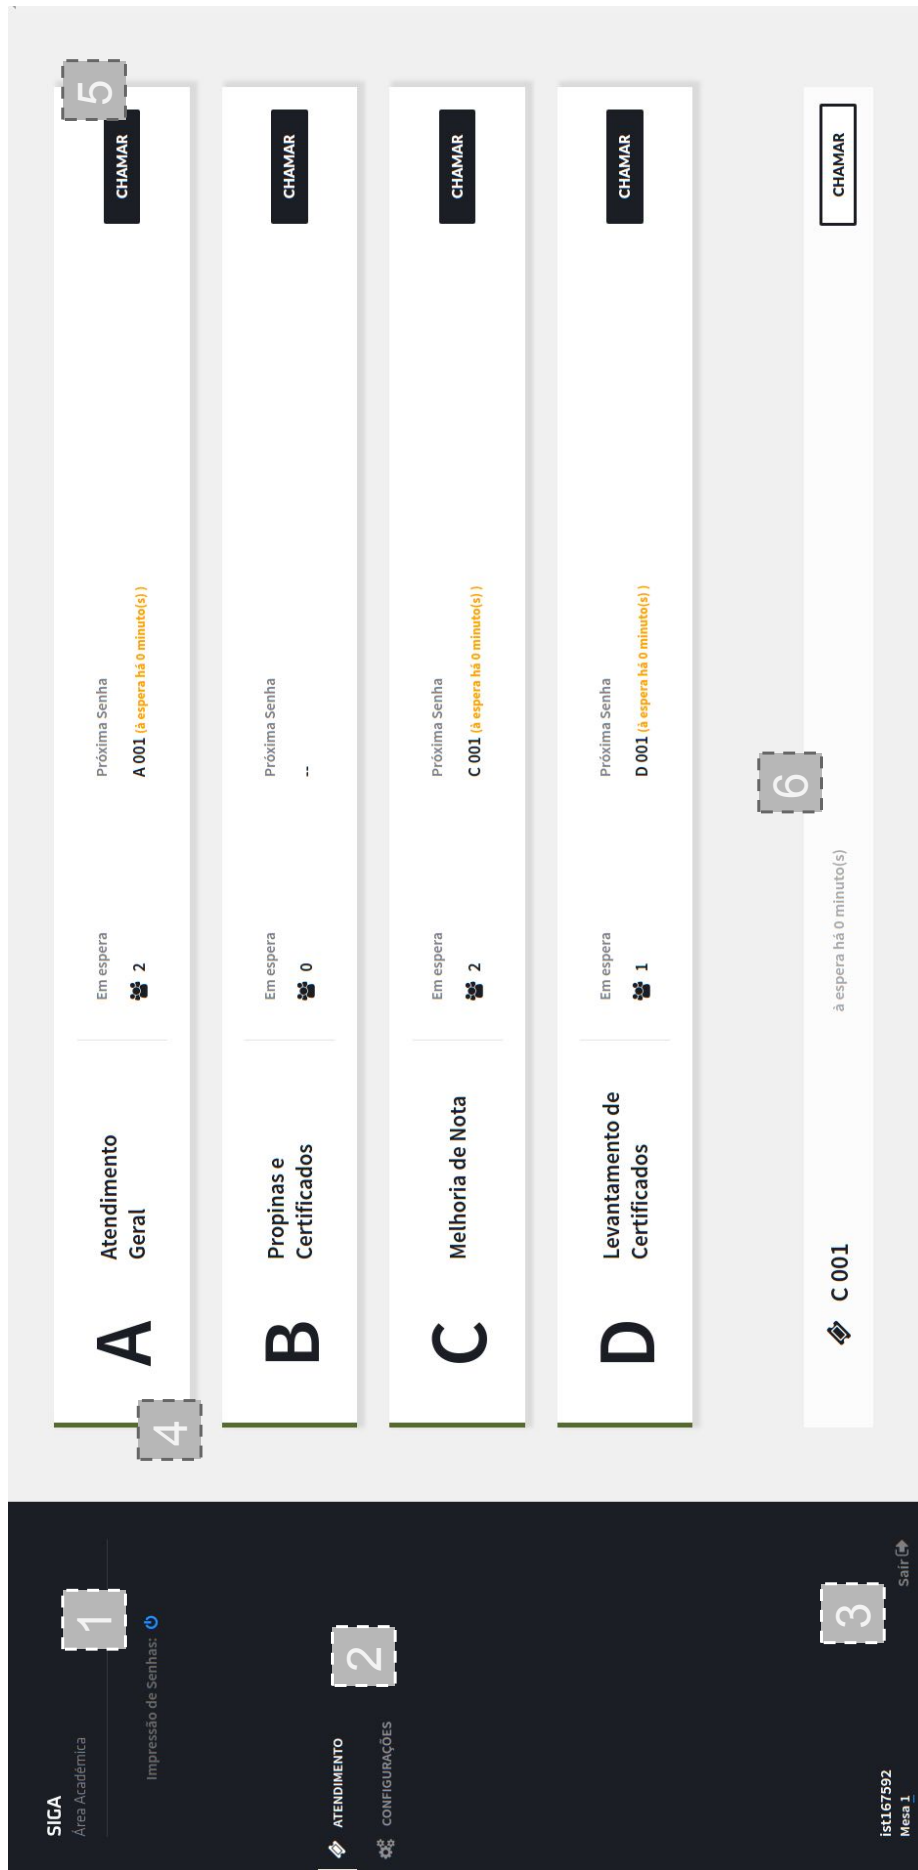 SIGA
Área Académica
1
Impressão de Senhas:
2
ATENDIMENTO
CONFIGURAÇÕES
3
ist167592
Mesa 1
Sair
4
5
A
Atendimento
Geral
Em espera
2
Próxima Senha
A 001 (à espera há 0 minuto(s) )
CHAMAR
B
Propinas e
Certificados
Em espera
0
Próxima Senha
--
CHAMAR
C
Melhoria de Nota
Em espera
2
Próxima Senha
C 001 (à espera há 0 minuto(s) )
CHAMAR
D
Levantamento de
Certificados
Em espera
1
Próxima Senha
D 001 (à espera há 0 minuto(s) )
CHAMAR
6
C 001
à espera há 0 minuto(s)
CHAMAR